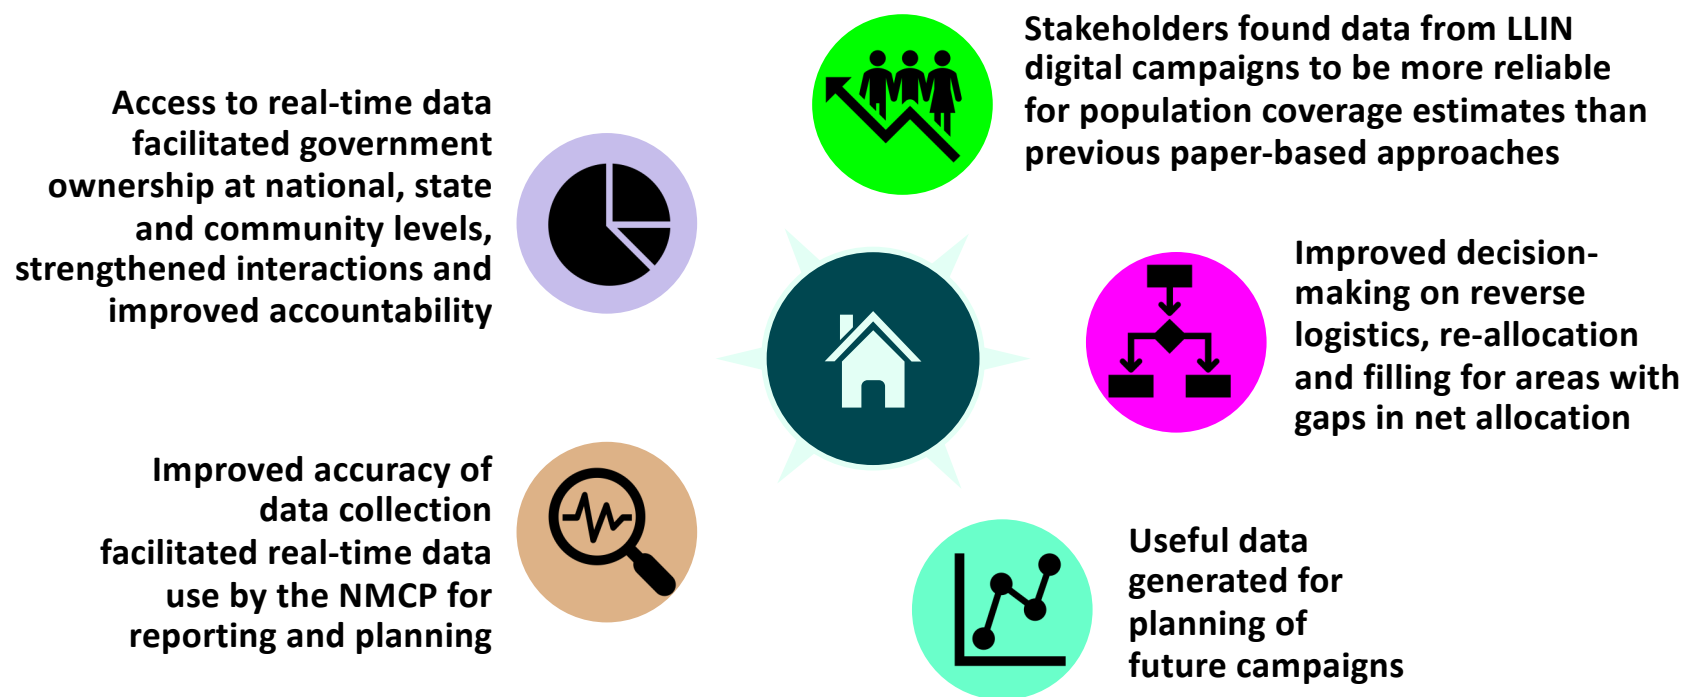 Access to real-time data
facilitated government
ownership at national, state
and community levels,
strengthened interactions and
improved accountability
Improved accuracy of
data collection
facilitated real-time data
use by the NMCP for
reporting and planning
Stakeholders found data from LLIN
digital campaigns to be more reliable
for population coverage estimates than
previous paper-based approaches
Improved decision-
making on reverse
logistics, re-allocation
and filling for areas with
gaps in net allocation
Useful data
generated for
planning of
future campaigns